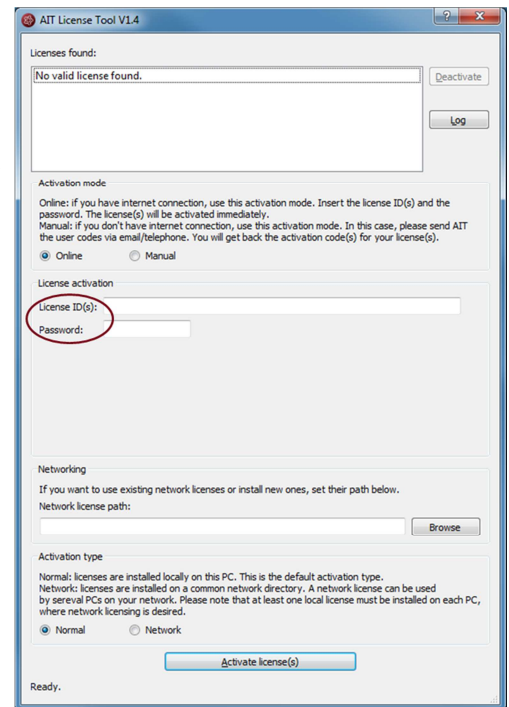 AIT License Tool V1.4
Licenses found:
No valid license found.
Deactivate
Log
Activation mode
Online: if you have internet connection, use this activation mode. Insert the license ID(s) and the
password. The license(s) will be activated immediately.
Manual: if you don't have internet connection, use this activation mode. In this case, please send AIT
the user codes via email/telephone. You will get back the activation code(s) for your license(s).
Online Manual
License activation
License ID(s):
Password:
Networking
If you want to use existing network licenses or install new ones, set their path below.
Network license path:
Browse
Activation type
Normal: licenses are installed locally on this PC. This is the default activation type.
Network: licenses are installed on a common network directory. A network license can be used
by sereval PCs on your network. Please note that at least one local license must be installed on each PC,
where network licensing is desired.
Normal Network
Activate license(s)
Ready.